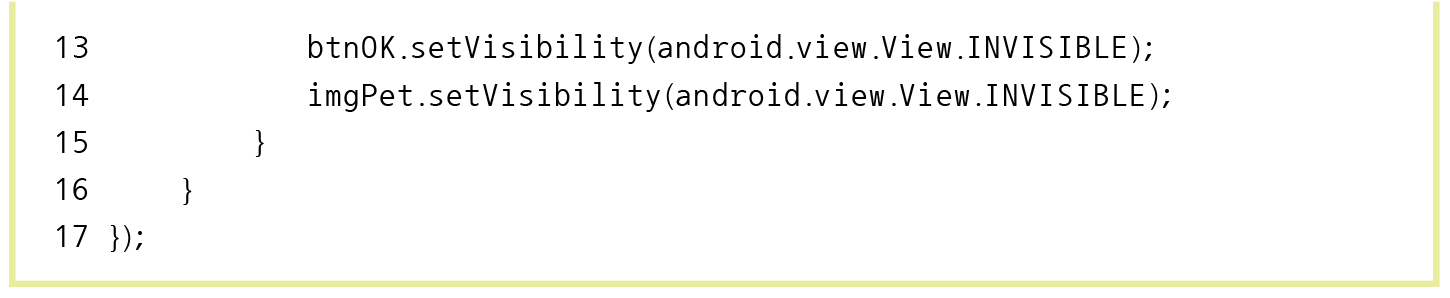 13            btnOK.setVisibility(android.view.View.INVISIBLE);
14            imgPet.setVisibility(android.view.View.INVISIBLE);
15         }
16     }
17 });